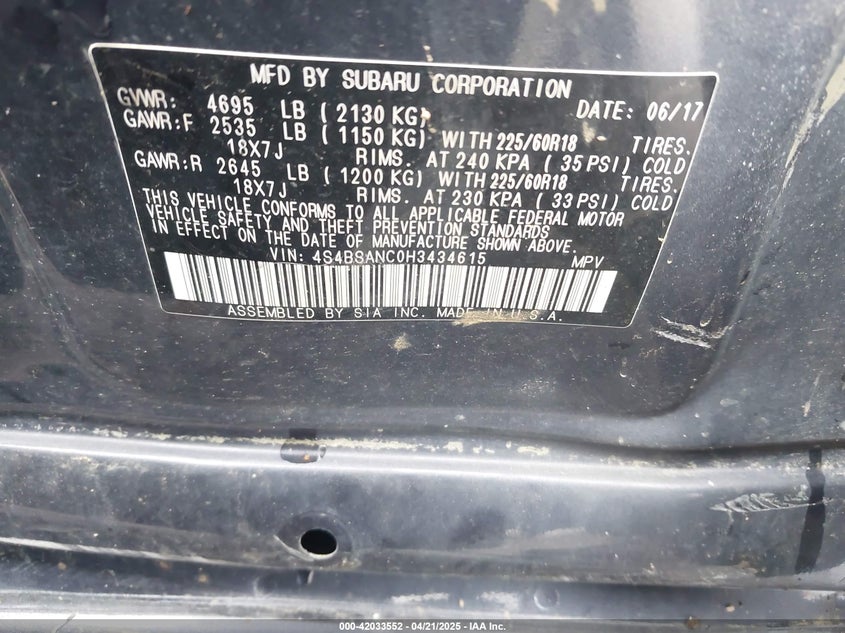 MFD BY SUBARU CORPORATION
GVWR: 4695 LB ( 2130 KG) DATE: 06/17
GAWR:F 2535 LB ( 1150 KG) WITH 225/60R18 TIRES.
18X7J RIMS. AT 240 KPA ( 35 PSI) COLD
GAWR:R 2645 LB ( 1200 KG) WITH 225/60R18 TIRES.
18X7J RIMS. AT 230 KPA ( 33 PSI) COLD
THIS VEHICLE CONFORMS TO ALL APPLICABLE FEDERAL MOTOR
VEHICLE SAFETY AND THEFT PREVENTION STANDARDS
IN EFFECT ON THE DATE OF MANUFACTURE SHOWN ABOVE.
VIN: 4S4BSANC0H3434615 MPV
ASSEMBLED BY SIA INC. MADE IN U.S.A.
000-42033552 - 04/21/2025 - IAA Inc.